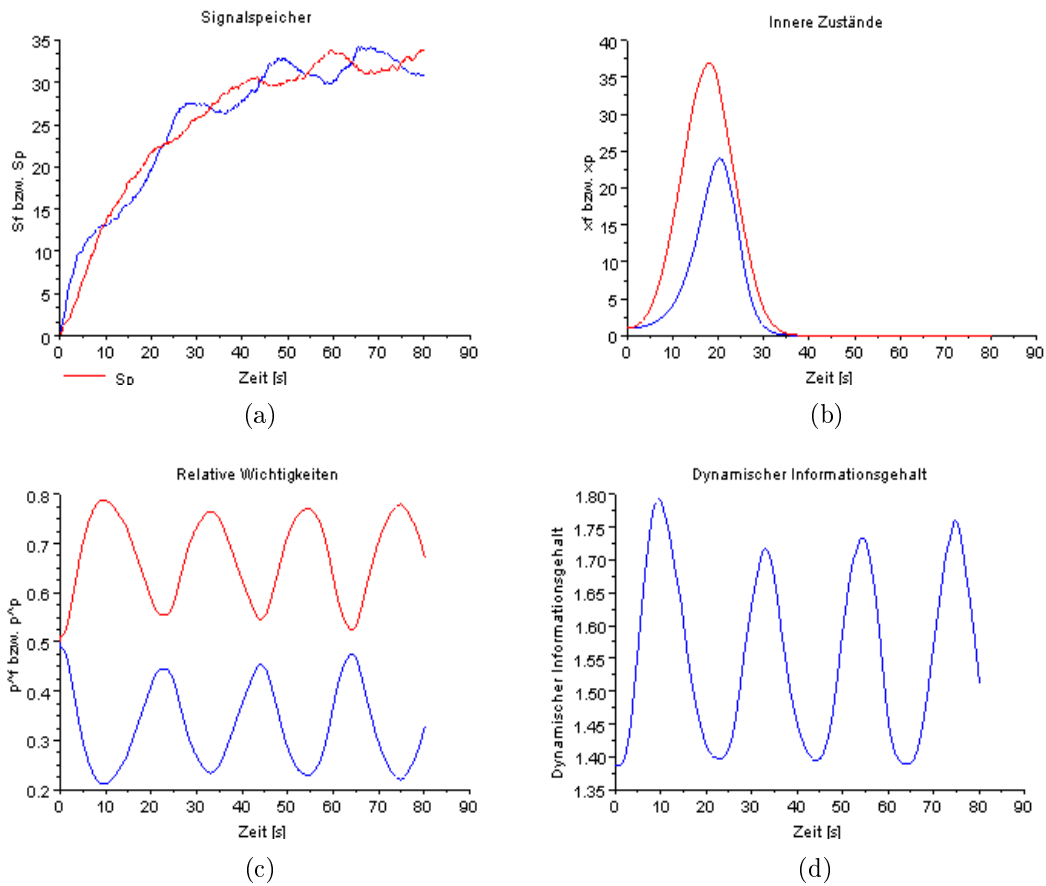 Signalspeicher
Sf bzw. Sp
35
30
25
20
15
10
5
0
0 10 20 30 40 50 60 70 80 90
Sp
Zeit [s]
(a)
Innere Zustände
xf bzw. xp
40
35
30
25
20
15
10
5
0
0 10 20 30 40 50 60 70 80 90
Zeit [s]
(b)
Relative Wichtigkeiten
p^f bzw. p^p
0.8
0.7
0.6
0.5
0.4
0.3
0.2
0 10 20 30 40 50 60 70 80 90
Zeit [s]
(c)
Dynamischer Informationsgehalt
Dynamischer Informationsgehalt
1.80
1.75
1.70
1.65
1.60
1.55
1.50
1.45
1.40
1.35
0 10 20 30 40 50 60 70 80 90
Zeit [s]
(d)